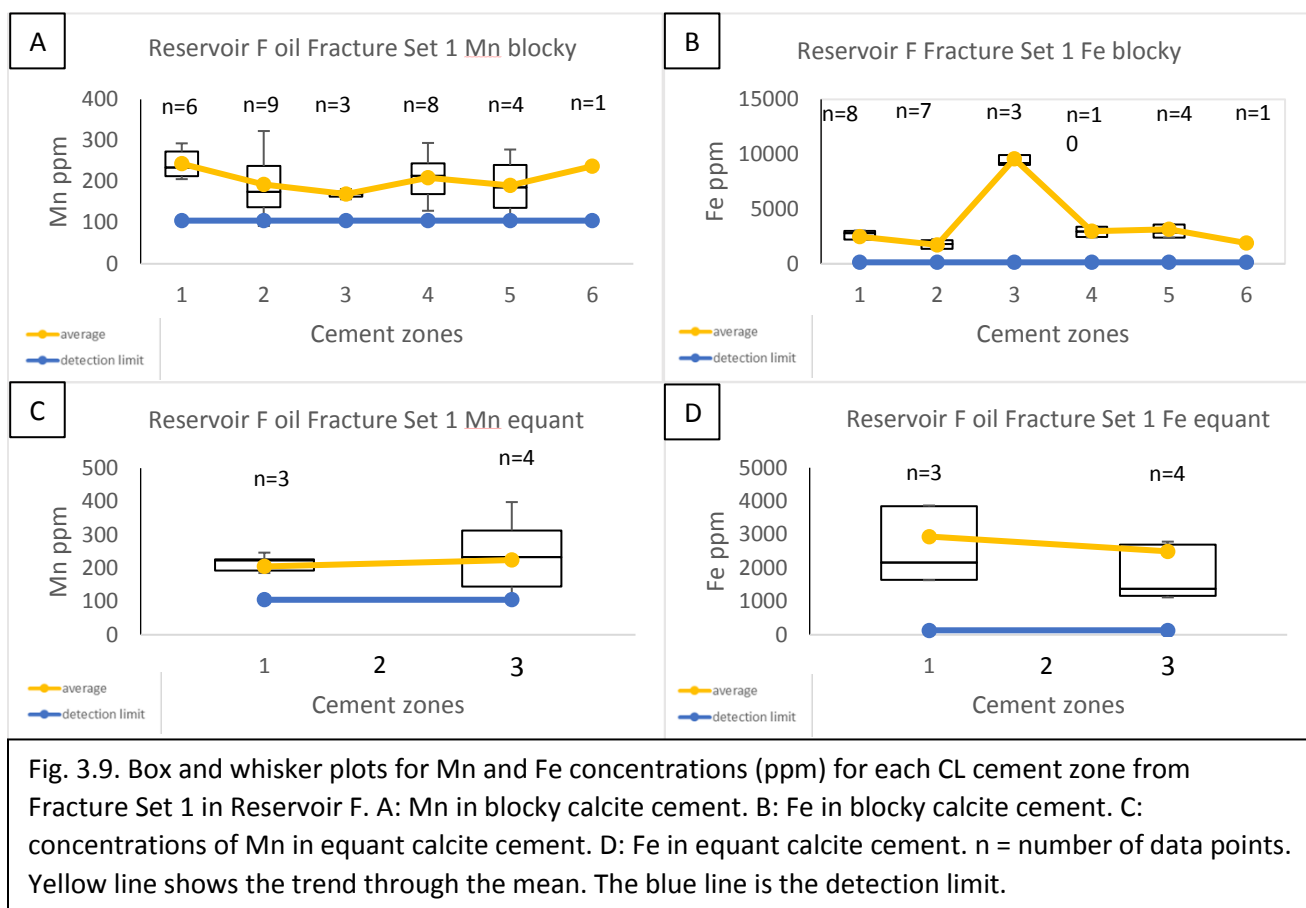 A
Reservoir F oil Fracture Set 1 Mn blocky
400
300
200
100
0
Mn ppm
n=6
n=9
n=3
n=8
n=4
n=1
1 2 3 4 5 6
Cement zones
average
detection limit
B
Reservoir F Fracture Set 1 Fe blocky
15000
10000
5000
0
Fe ppm
n=8
n=7
n=3
n=1
0
n=4
n=1
1 2 3 4 5 6
Cement zones
average
detection limit
C
Reservoir F oil Fracture Set 1 Mn equant
500
400
300
200
100
0
Mn ppm
n=3
n=4
1 2 3
Cement zones
average
detection limit
D
Reservoir F oil Fracture Set 1 Fe equant
5000
4000
3000
2000
1000
0
Fe ppm
n=3
n=4
1 2 3
Cement zones
average
detection limit
Fig. 3.9. Box and whisker plots for Mn and Fe concentrations (ppm) for each CL cement zone from
Fracture Set 1 in Reservoir F. A: Mn in blocky calcite cement. B: Fe in blocky calcite cement. C:
concentrations of Mn in equant calcite cement. D: Fe in equant calcite cement. n = number of data points.
Yellow line shows the trend through the mean. The blue line is the detection limit.